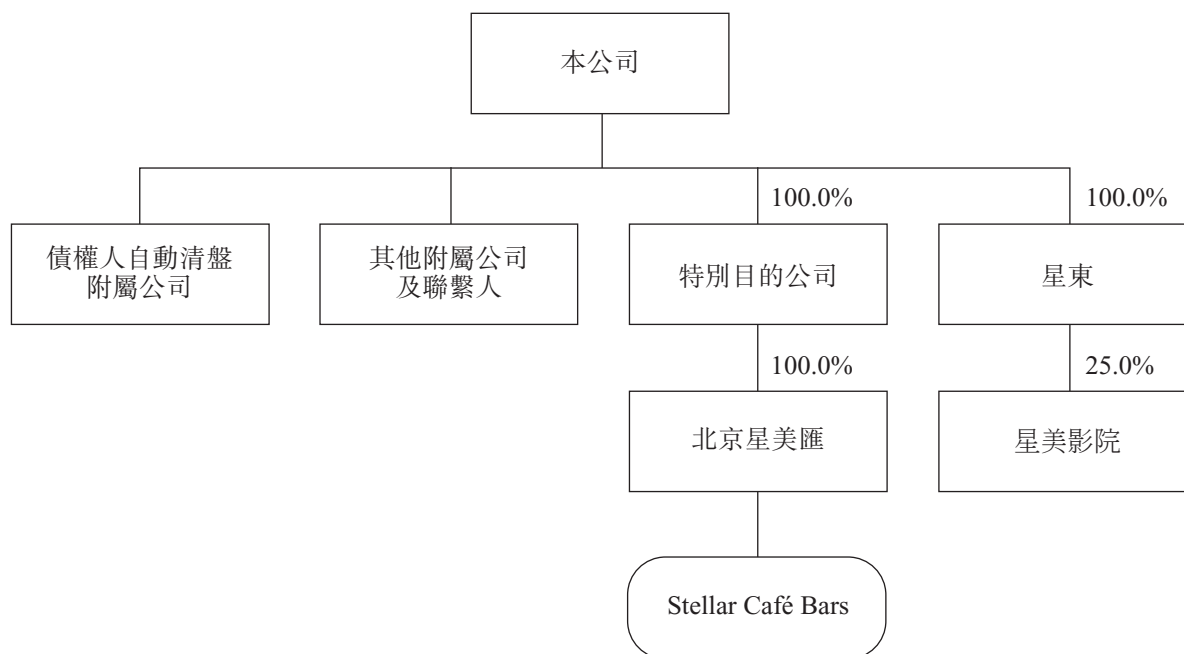 本公司
100.0%
100.0%
債權人自動清盤
附屬公司
其他附屬公司
及聯繫人
特別目的公司
星東
100.0%
25.0%
北京星美匯
星美影院
Stellar Café Bars